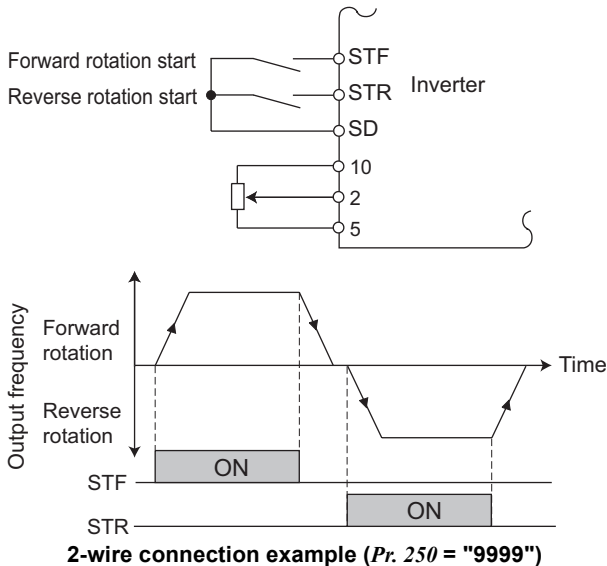 Forward rotation start
Reverse rotation start
STF
STR
SD
Inverter
10
2
5
Output frequency
Forward
rotation
Reverse
rotation
Time
STF
ON
STR
ON
2-wire connection example (Pr. 250 = "9999")